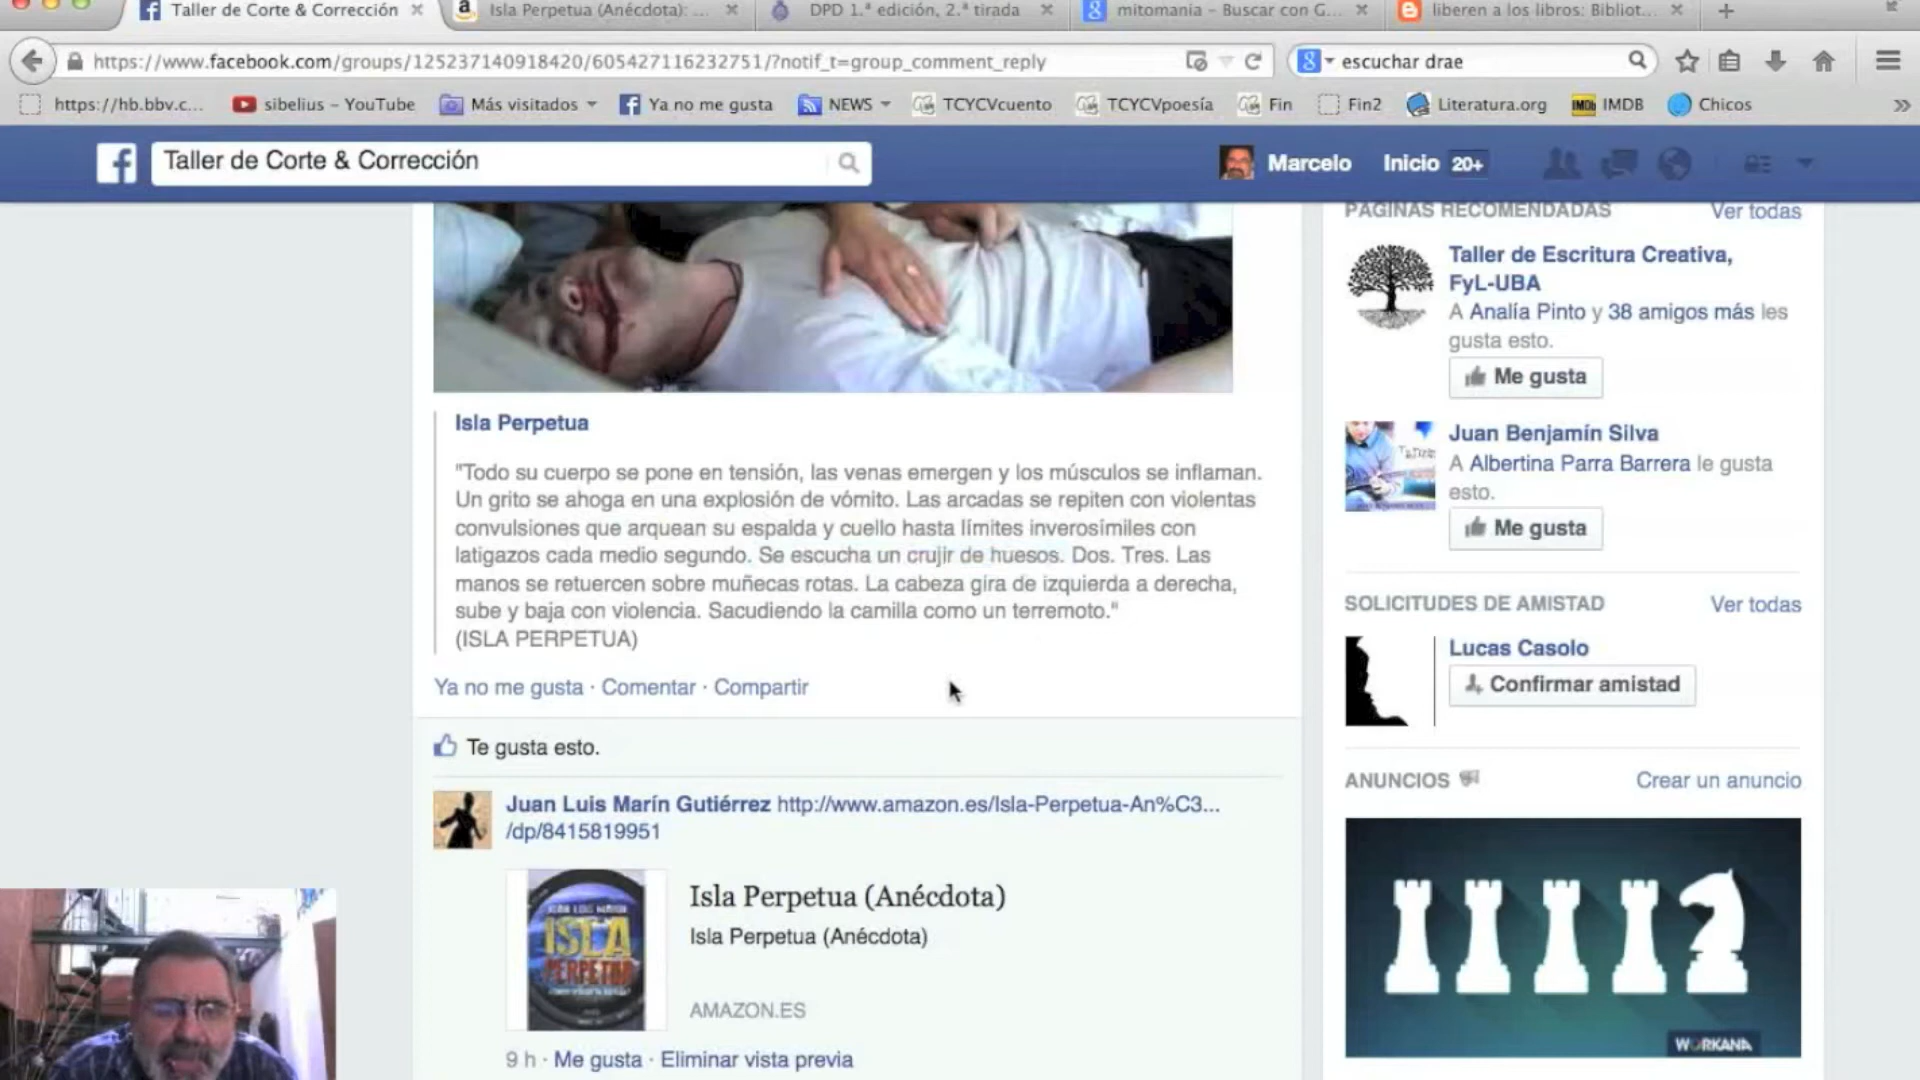 Taller de Corte & Corrección
Isla Perpetua (Anécdota): ...
DPD 1.ª edición, 2.ª tirada
mitomanía – Buscar con G...
liberen a los libros: Bibliot...
https://www.facebook.com/groups/125237140918420/605427116232751/?notif_t=group_comment_reply
escuchar drae
https://hb.bbv.c...
sibelius – YouTube
Más visitados
Ya no me gusta
NEWS
TCYCVcuento
TCYCVpoesía
Fin
Fin2
Literatura.org
IMDb IMDB
Chicos
Taller de Corte & Corrección
Marcelo
Inicio 20+
Isla Perpetua
"Todo su cuerpo se pone en tensión, las venas emergen y los músculos se inflaman.
Un grito se ahoga en una explosión de vómito. Las arcadas se repiten con violentas
convulsiones que arquean su espalda y cuello hasta límites inverosímiles con
latigazos cada medio segundo. Se escucha un crujir de huesos. Dos. Tres. Las
manos se retuercen sobre muñecas rotas. La cabeza gira de izquierda a derecha,
sube y baja con violencia. Sacudiendo la camilla como un terremoto."
(ISLA PERPETUA)
Ya no me gusta · Comentar · Compartir
Te gusta esto.
Juan Luis Marín Gutiérrez http://www.amazon.es/Isla-Perpetua-An%C3...
/dp/8415819951
JUAN LUIS MARÍN
ISLA
PERPETUA
Isla Perpetua (Anécdota)
Isla Perpetua (Anécdota)
AMAZON.ES
9 h · Me gusta · Eliminar vista previa
PÁGINAS RECOMENDADAS
Ver todas
Taller de Escritura Creativa,
FyL-UBA
A Analía Pinto y 38 amigos más les
gusta esto.
Me gusta
Juan Benjamín Silva
A Albertina Parra Barrera le gusta
esto.
Me gusta
SOLICITUDES DE AMISTAD
Ver todas
Lucas Casolo
Confirmar amistad
ANUNCIOS
Crear un anuncio
WORKANA